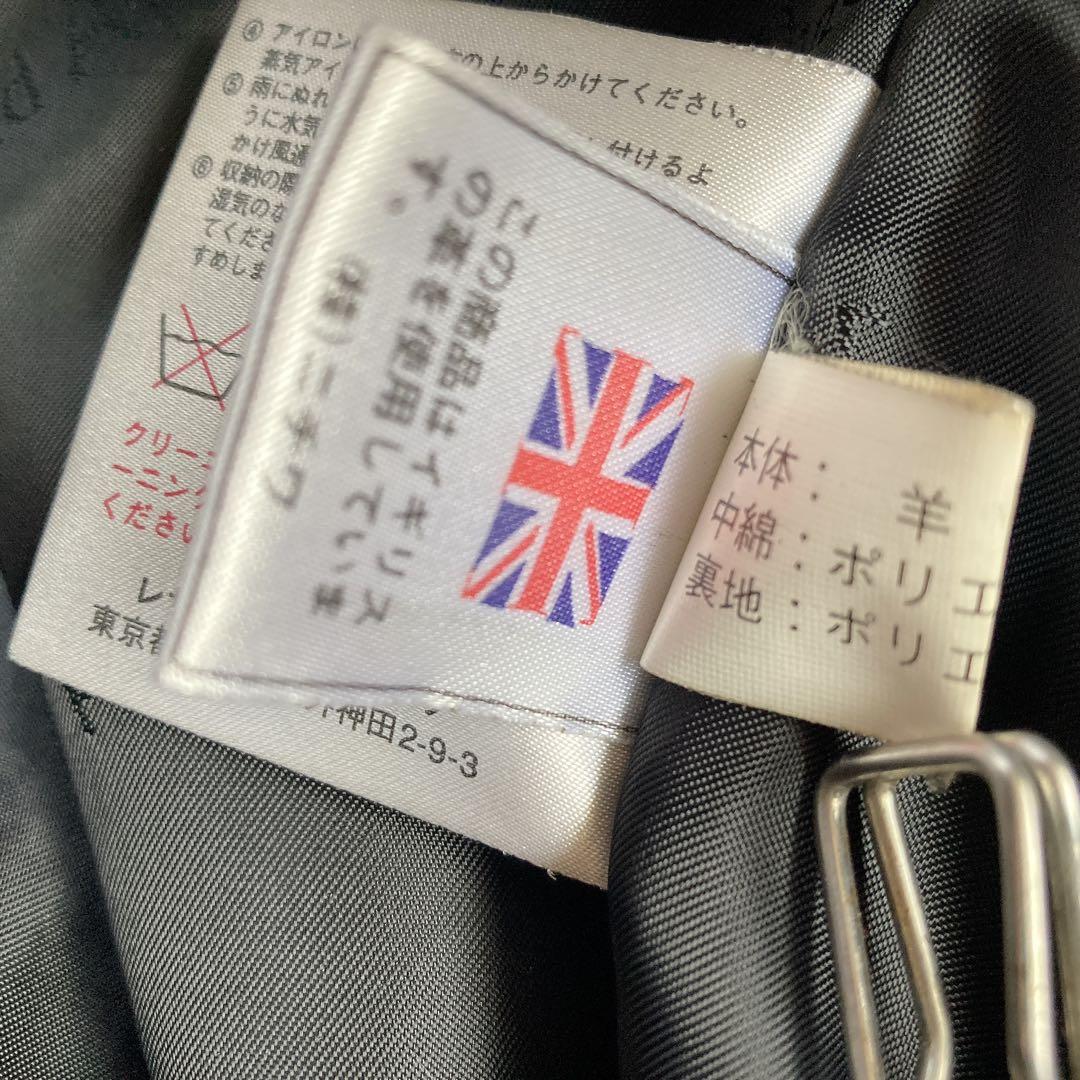 ④ アイロン
の上からかけてください。
蒸気アイ
⑤ 雨にぬれ
付けるよ
うに水気
かけ風通
⑥ 収納の際
湿気のな
てくださ
すめしま
クリー
ーニング
ください
東京都
外神田2-9-3
この商品はイギリス
の革を使用していま
す。
(株)ニチワ
本体： 羊
中綿：ポリエ
裏地：ポリエ